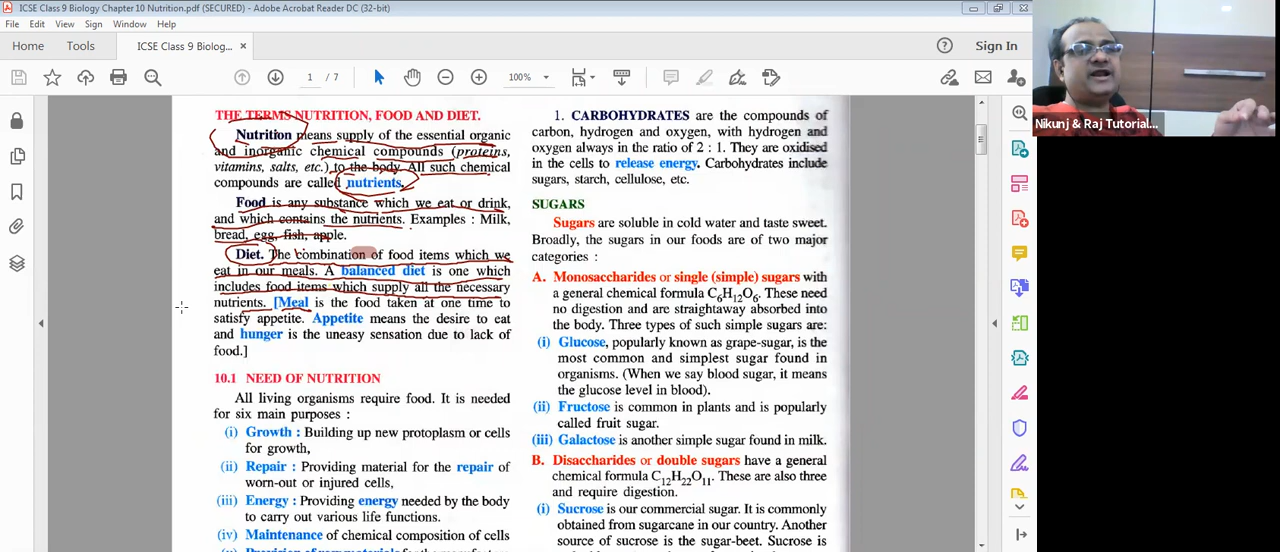 ICSE Class 9 Biology Chapter 10 Nutrition.pdf (SECURED) - Adobe Acrobat Reader DC (32-bit)
File Edit View Sign Window Help
Home Tools ICSE Class 9 Biolog... × Sign In
1 / 7 100%
THE TERMS NUTRITION, FOOD AND DIET.
Nutrition means supply of the essential organic
and inorganic chemical compounds (proteins,
vitamins, salts, etc.) to the body. All such chemical
compounds are called nutrients.
Food is any substance which we eat or drink,
and which contains the nutrients. Examples : Milk,
bread, egg, fish, apple.
Diet. The combination of food items which we
eat in our meals. A balanced diet is one which
includes food items which supply all the necessary
nutrients. [Meal is the food taken at one time to
satisfy appetite. Appetite means the desire to eat
and hunger is the uneasy sensation due to lack of
food.]
10.1 NEED OF NUTRITION
All living organisms require food. It is needed
for six main purposes :
(i) Growth : Building up new protoplasm or cells
for growth,
(ii) Repair : Providing material for the repair of
worn-out or injured cells,
(iii) Energy : Providing energy needed by the body
to carry out various life functions.
(iv) Maintenance of chemical composition of cells
1. CARBOHYDRATES are the compounds of
carbon, hydrogen and oxygen, with hydrogen and
oxygen always in the ratio of 2 : 1. They are oxidised
in the cells to release energy. Carbohydrates include
sugars, starch, cellulose, etc.
SUGARS
Sugars are soluble in cold water and taste sweet.
Broadly, the sugars in our foods are of two major
categories :
A. Monosaccharides or single (simple) sugars with
a general chemical formula C6H12O6. These need
no digestion and are straightaway absorbed into
the body. Three types of such simple sugars are:
(i) Glucose, popularly known as grape-sugar, is the
most common and simplest sugar found in
organisms. (When we say blood sugar, it means
the glucose level in blood).
(ii) Fructose is common in plants and is popularly
called fruit sugar.
(iii) Galactose is another simple sugar found in milk.
B. Disaccharides or double sugars have a general
chemical formula C12H22O11. These are also three
and require digestion.
(i) Sucrose is our commercial sugar. It is commonly
obtained from sugarcane in our country. Another
source of sucrose is the sugar-beet. Sucrose is
Nikunj & Raj Tutorial...